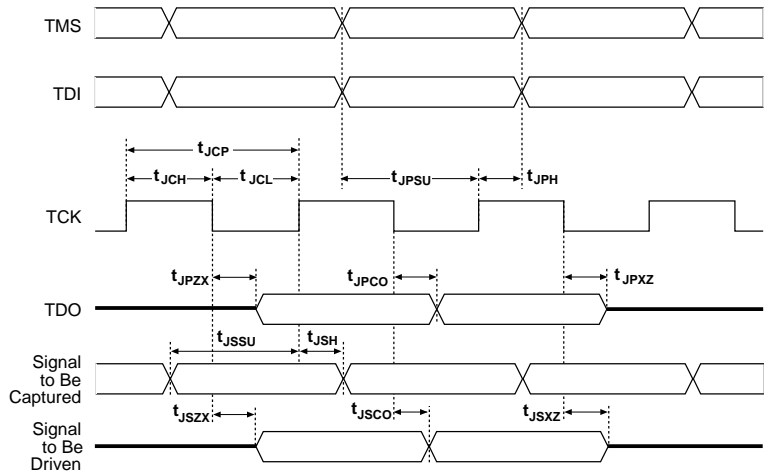 TMS
TDI
tJCP
tJCH
tJCL
tJPSU
tJPH
TCK
tJPZX
tJPCO
tJPXZ
TDO
tJSSU
tJSH
Signal
to Be
Captured
tJSZX
tJSCO
tJSXZ
Signal
to Be
Driven